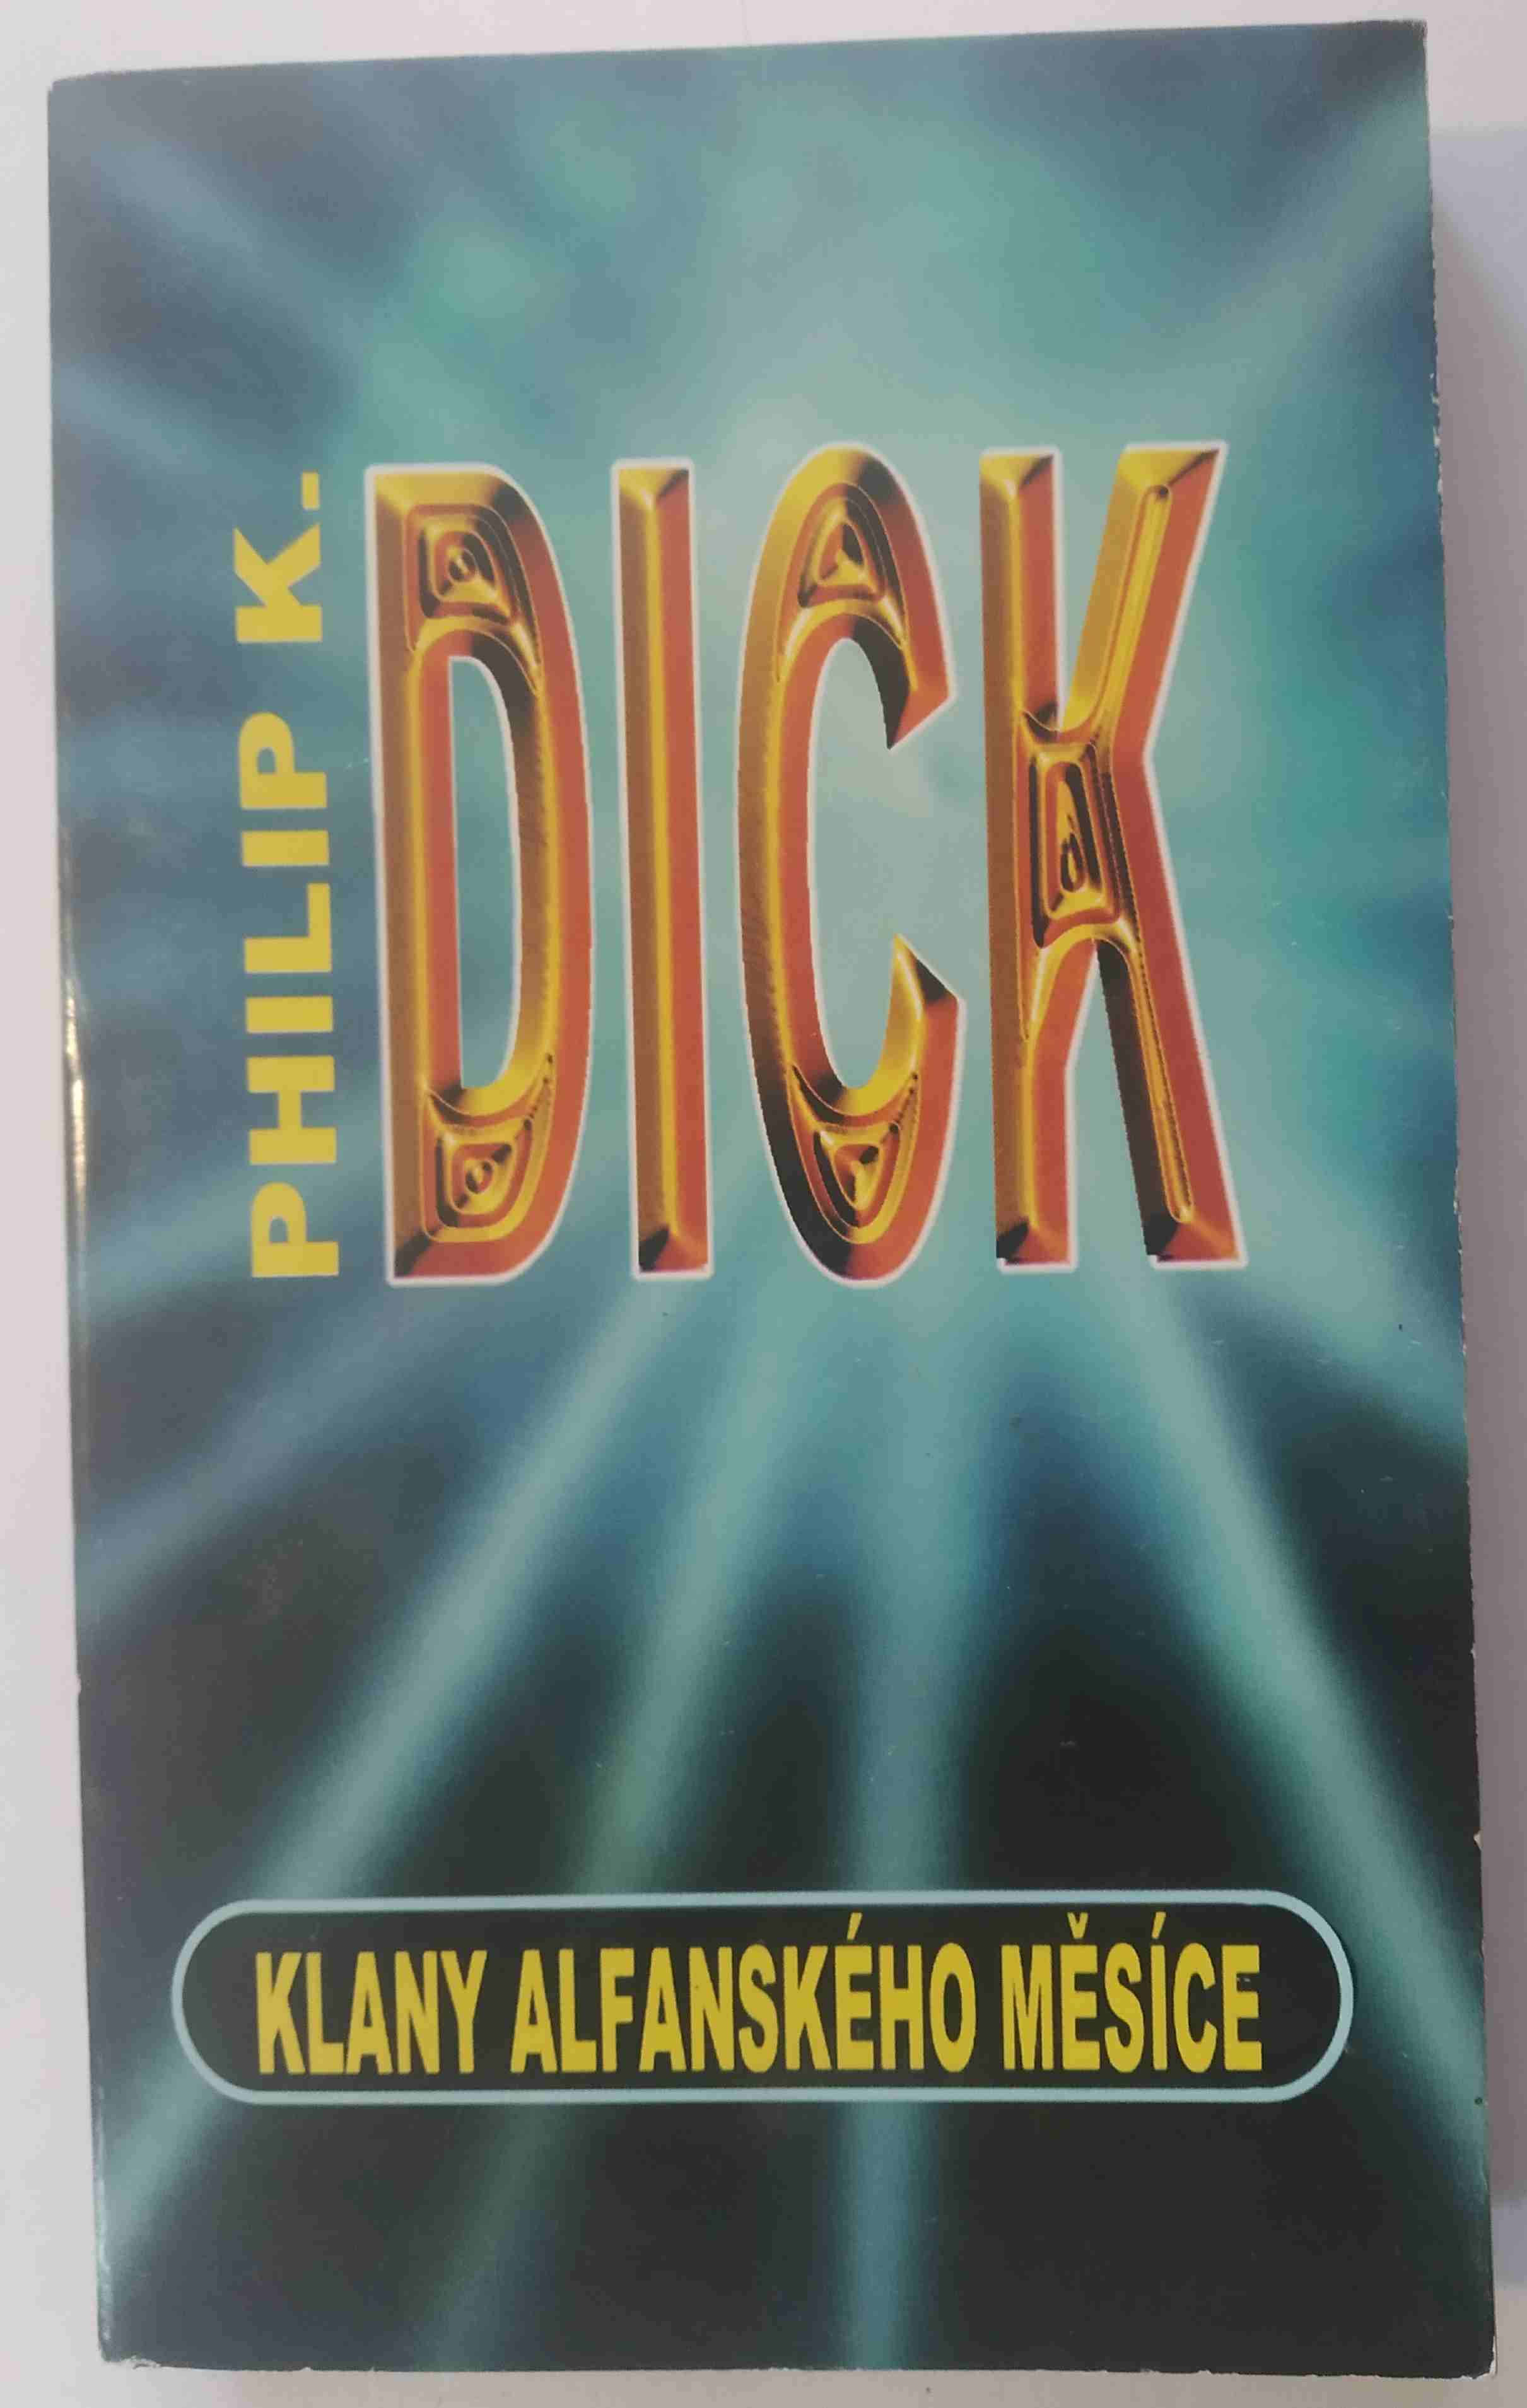 PHILIP K.
DICK
KLANY ALFANSKÉHO MĚSÍCE